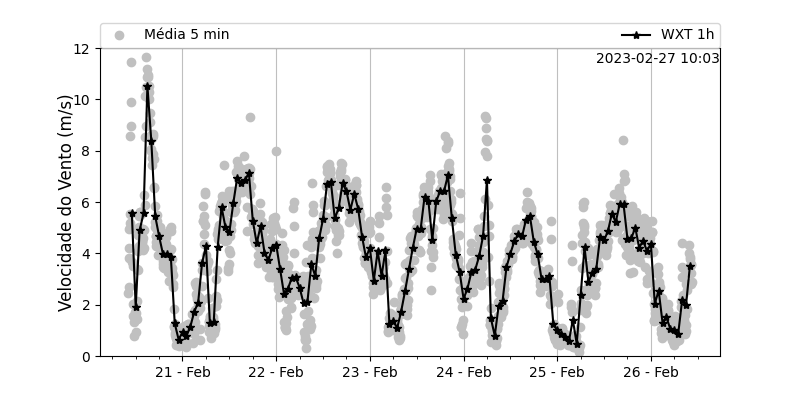 Média 5 min
WXT 1h
2023-02-27 10:03
Velocidade do Vento (m/s)
12
10
8
6
4
2
0
21 - Feb
22 - Feb
23 - Feb
24 - Feb
25 - Feb
26 - Feb